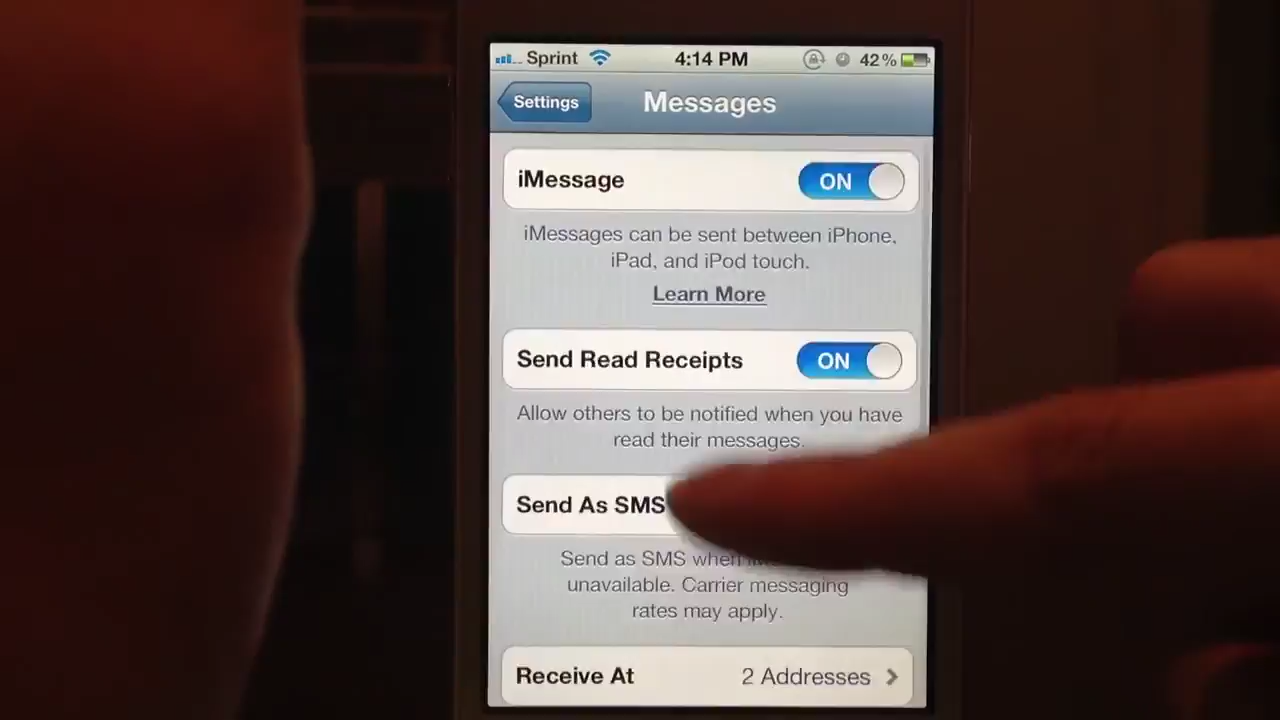 Sprint 4:14 PM 42%
Settings Messages
iMessage ON
iMessages can be sent between iPhone,
iPad, and iPod touch.
Learn More
Send Read Receipts ON
Allow others to be notified when you have
read their messages.
Send As SMS
Send as SMS when
unavailable. Carrier messaging
rates may apply.
Receive At 2 Addresses